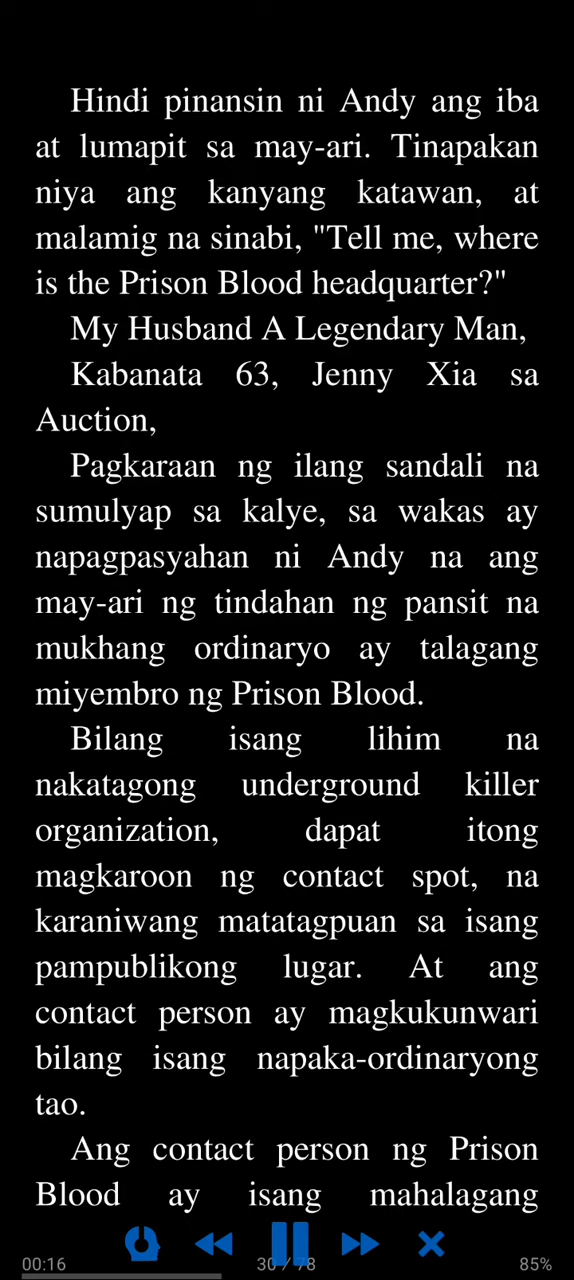 Hindi pinansin ni Andy ang iba
at lumapit sa may-ari. Tinapakan
niya ang kanyang katawan, at
malamig na sinabi, "Tell me, where
is the Prison Blood headquarter?"
My Husband A Legendary Man,
Kabanata 63, Jenny Xia sa
Auction,
Pagkaraan ng ilang sandali na
sumulyap sa kalye, sa wakas ay
napagpasyahan ni Andy na ang
may-ari ng tindahan ng pansit na
mukhang ordinaryo ay talagang
miyembro ng Prison Blood.
Bilang isang lihim na
nakatagong underground killer
organization, dapat itong
magkaroon ng contact spot, na
karaniwang matatagpuan sa isang
pampublikong lugar. At ang
contact person ay magkukunwari
bilang isang napaka-ordinaryong
tao.
Ang contact person ng Prison
Blood ay isang mahalagang
00:16 30 / 78 85%